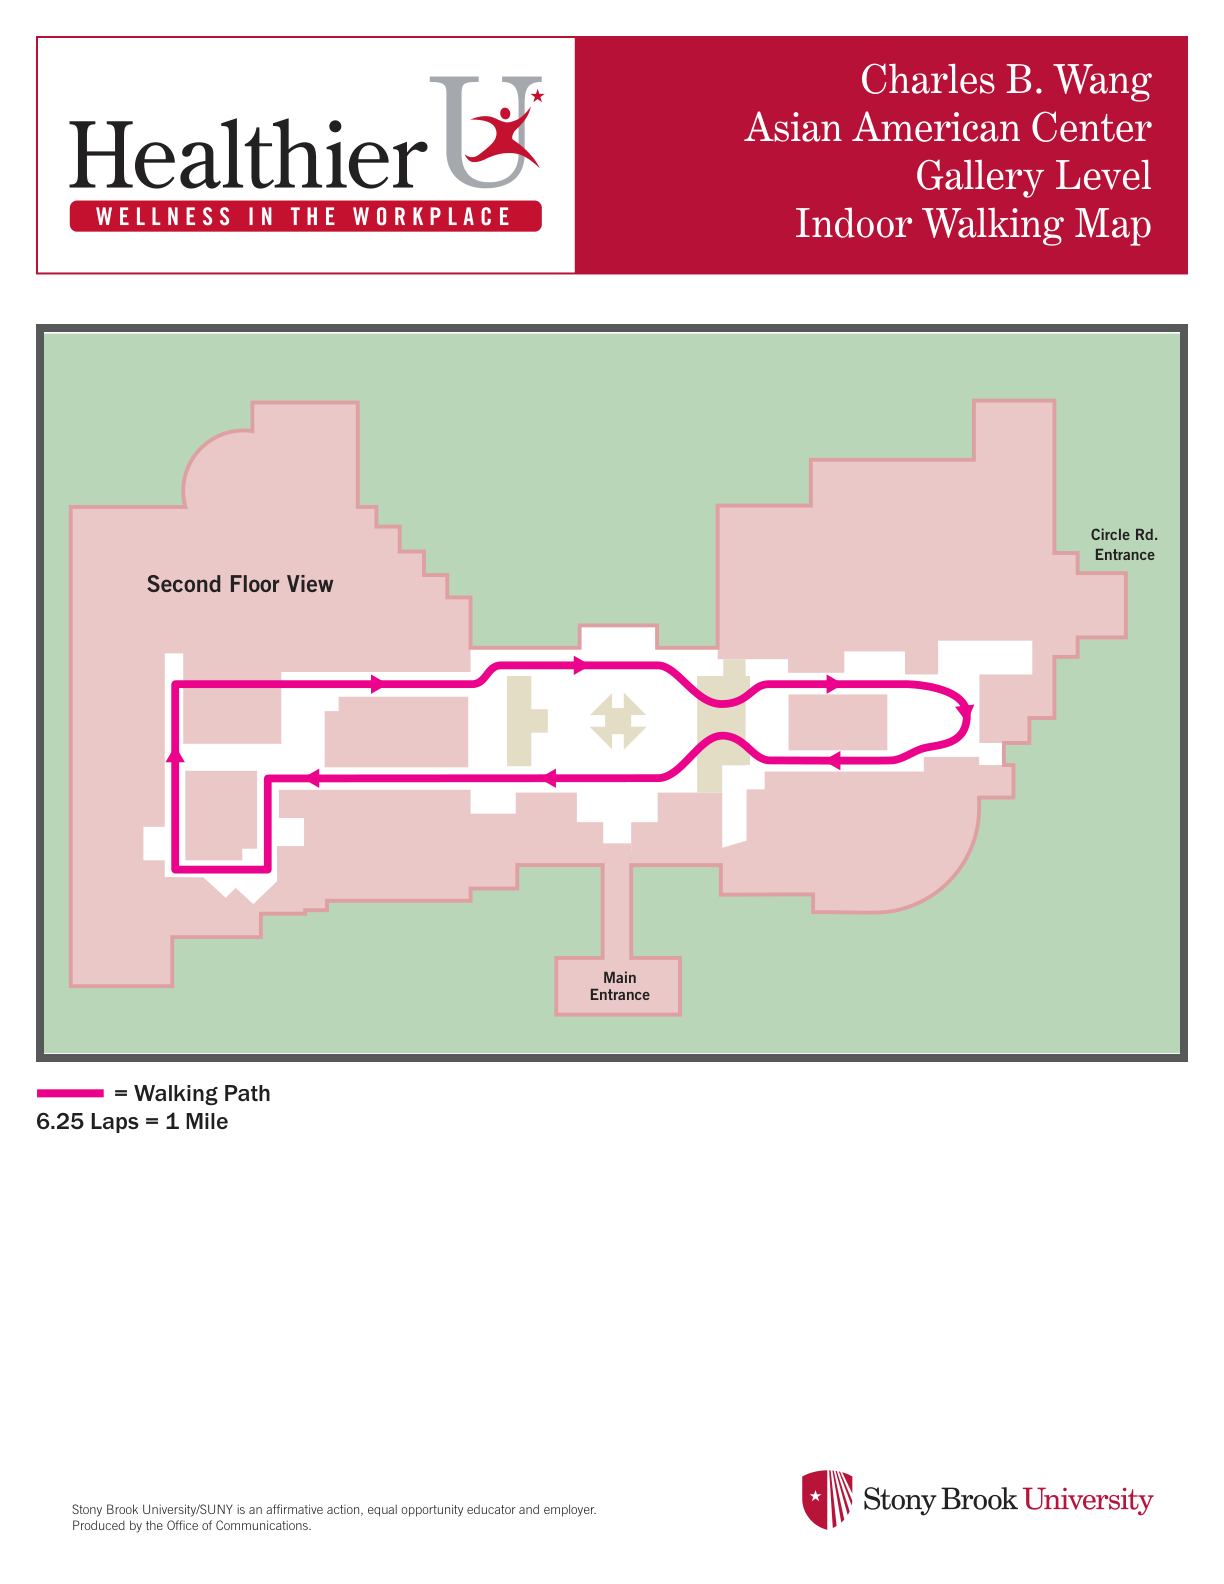 Healthier U
WELLNESS IN THE WORKPLACE
Charles B. Wang
Asian American Center
Gallery Level
Indoor Walking Map
Circle Rd.
Entrance
Second Floor View
Main
Entrance
= Walking Path
6.25 Laps = 1 Mile
Stony Brook University/SUNY is an affirmative action, equal opportunity educator and employer.
Produced by the Office of Communications.
Stony Brook University